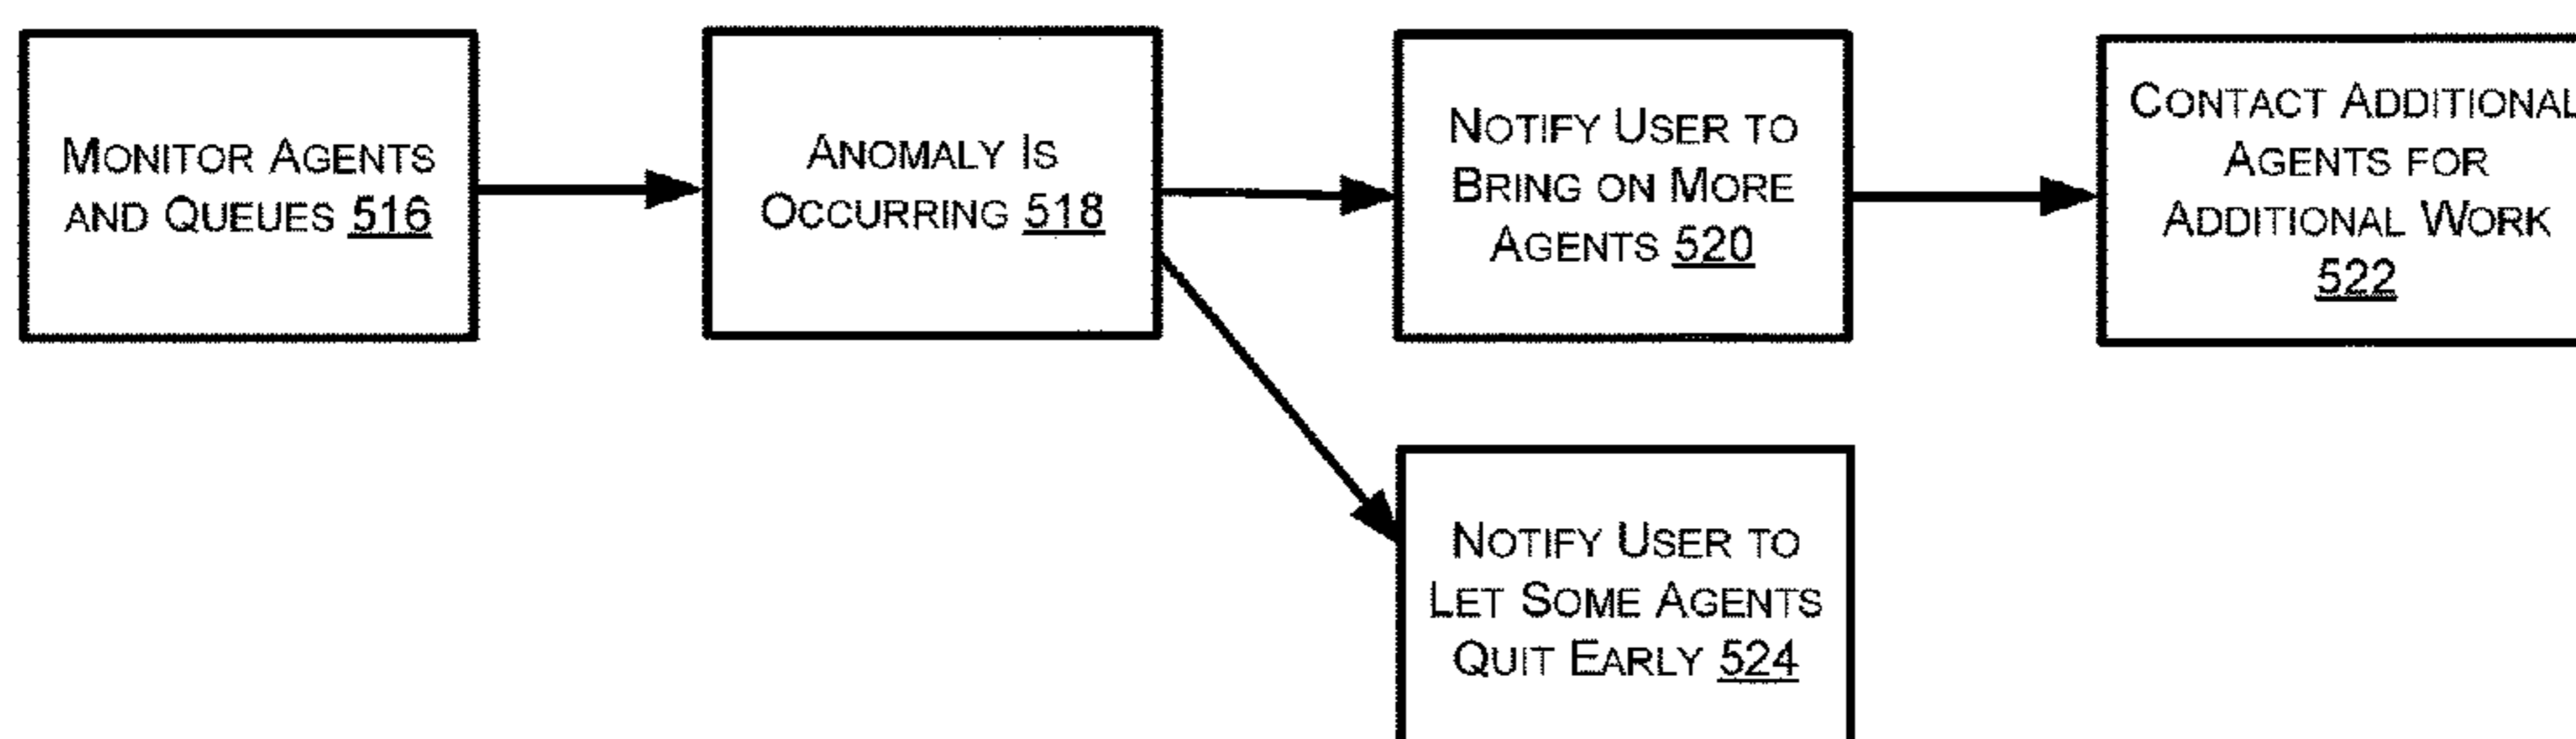 MONITOR AGENTS
AND QUEUES 516
ANOMALY IS
OCCURRING 518
NOTIFY USER TO
BRING ON MORE
AGENTS 520
CONTACT ADDITIONAL
AGENTS FOR
ADDITIONAL WORK
522
NOTIFY USER TO
LET SOME AGENTS
QUIT EARLY 524